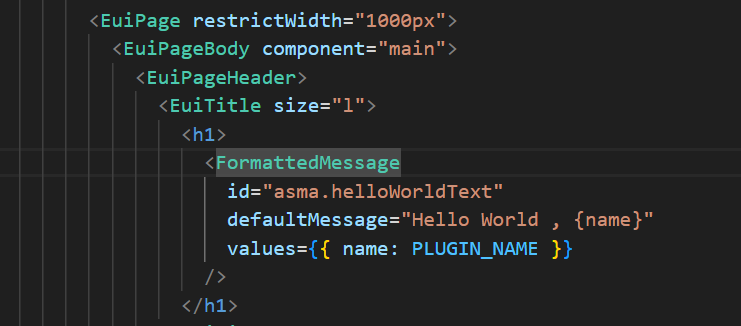 <EuiPage restrictWidth="1000px">
<EuiPageBody component="main">
<EuiPageHeader>
<EuiTitle size="l">
<h1>
<FormattedMessage
id="asma.helloWorldText"
defaultMessage="Hello World , {name}"
values={{ name: PLUGIN_NAME }}
/>
</h1>